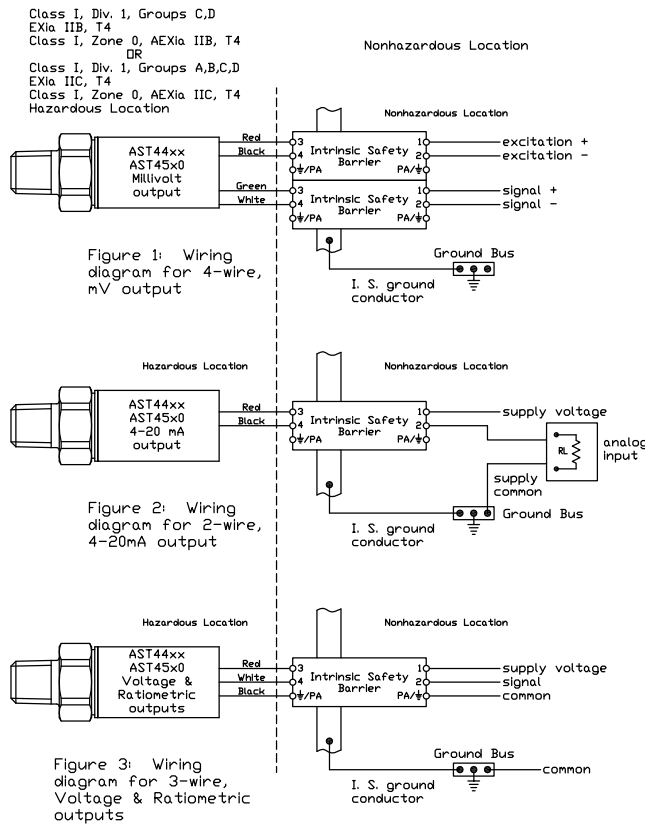 Class I, Div. 1, Groups C,D
EXia IIB, T4
Class I, Zone 0, AEXia IIB, T4
OR
Class I, Div. 1, Groups A,B,C,D
EXia IIC, T4
Class I, Zone 0, AEXia IIC, T4
Hazardous Location
Nonhazardous Location
Nonhazardous Location
AST44xx
AST45x0
Millivolt
output
Red
Black
Green
White
3
4
⏚/PA
Intrinsic Safety
Barrier
1
2
PA/⏚
excitation +
excitation -
3
4
⏚/PA
Intrinsic Safety
Barrier
1
2
PA/⏚
signal +
signal -
Figure 1: Wiring
diagram for 4-wire,
mV output
I. S. ground
conductor
Ground Bus
Hazardous Location
Nonhazardous Location
AST44xx
AST45x0
4-20 mA
output
Red
Black
3
4
⏚/PA
Intrinsic Safety
Barrier
1
2
PA/⏚
supply voltage
RL
analog
input
supply
common
Figure 2: Wiring
diagram for 2-wire,
4-20mA output
I. S. ground
conductor
Ground Bus
Hazardous Location
Nonhazardous Location
AST44xx
AST45x0
Voltage &
Ratiometric
outputs
Red
White
Black
3
4
⏚/PA
Intrinsic Safety
Barrier
1
2
PA/⏚
supply voltage
signal
common
Figure 3: Wiring
diagram for 3-wire,
Voltage & Ratiometric
outputs
I. S. ground
conductor
Ground Bus
common